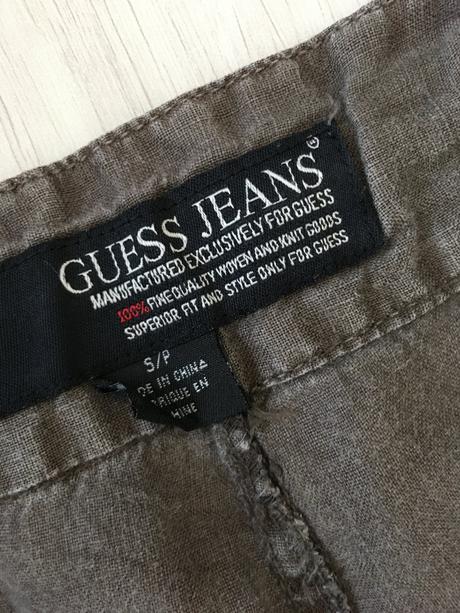 GUESS JEANS®
MANUFACTURED EXCLUSIVELY FOR GUESS
100% FINE QUALITY WOVEN AND KNIT GOODS
SUPERIOR FIT AND STYLE ONLY FOR GUESS
S/P
DE IN CHINA
RIQUE EN
HINE